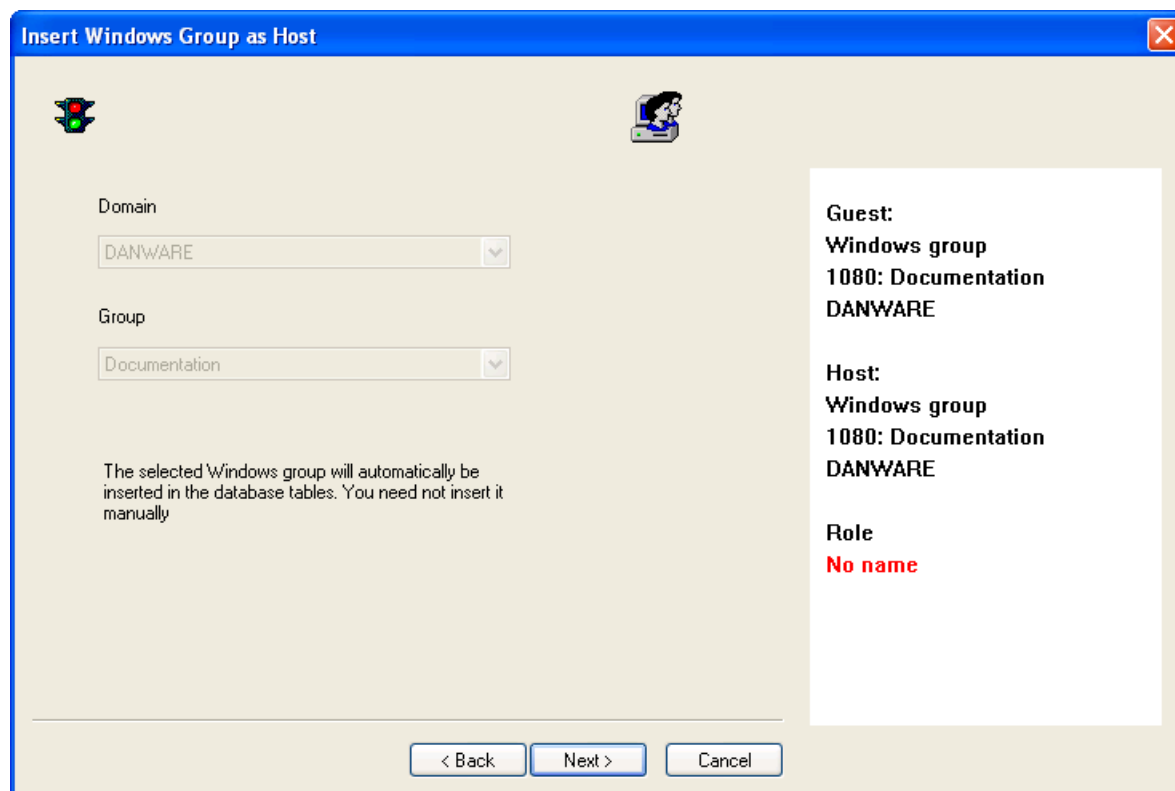 Insert Windows Group as Host
Domain
DANWARE
Group
Documentation
The selected Windows group will automatically be
inserted in the database tables. You need not insert it
manually
Guest:
Windows group
1080: Documentation
DANWARE
Host:
Windows group
1080: Documentation
DANWARE
Role
No name
< Back
Next >
Cancel